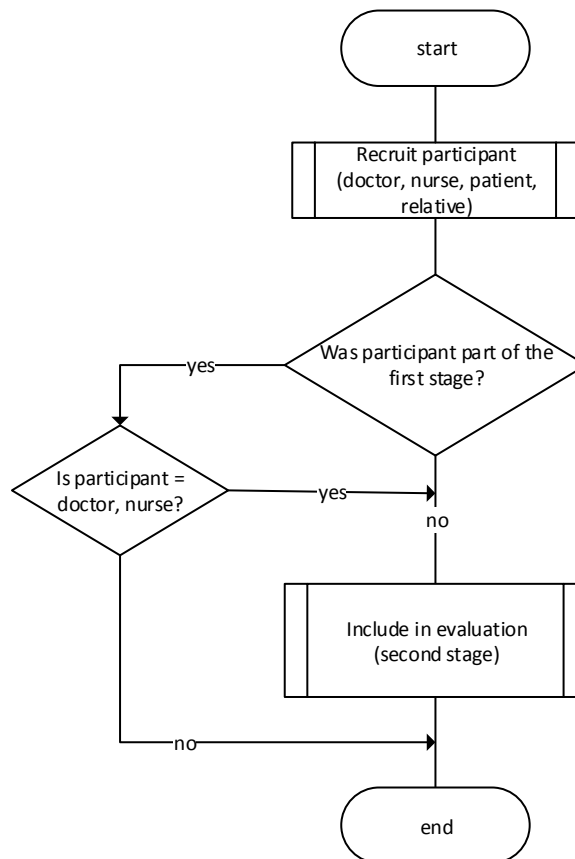 start
Recruit participant
(doctor, nurse, patient,
relative)
Was participant part of the
first stage?
yes
Is participant =
doctor, nurse?
yes
no
Include in evaluation
(second stage)
no
end